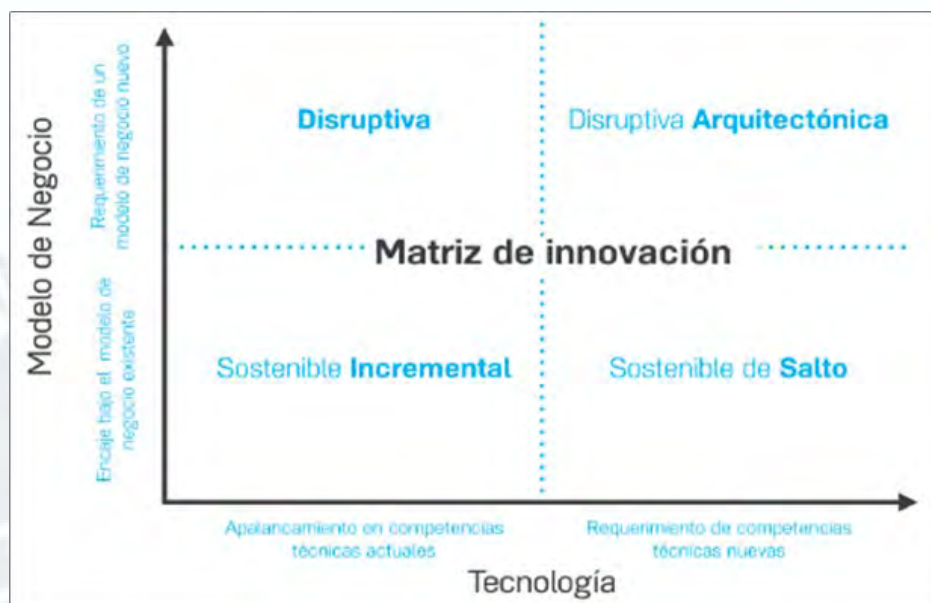 Modelo de Negocio
Requerimiento de un
modelo de negocio nuevo
Encaje bajo el modelo de
negocio existente
Disruptiva
Disruptiva Arquitectónica
Matriz de innovación
Sostenible Incremental
Sostenible de Salto
Apalancamiento en competencias
técnicas actuales
Requerimiento de competencias
técnicas nuevas
Tecnología